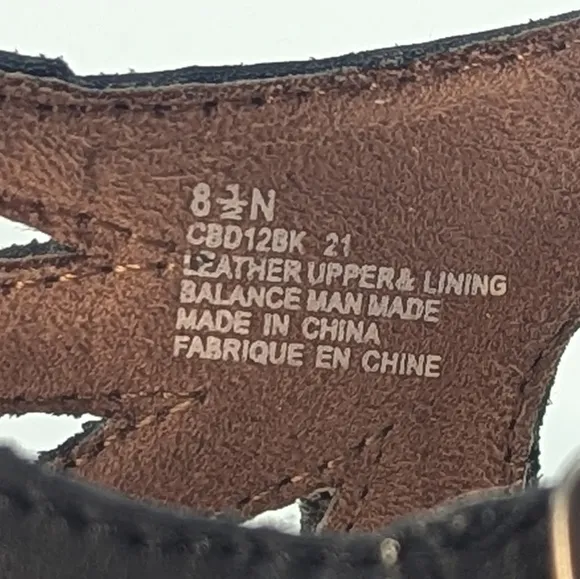 8 ½ N
CBD12BK 21
LEATHER UPPER & LINING
BALANCE MAN MADE
MADE IN CHINA
FABRIQUE EN CHINE